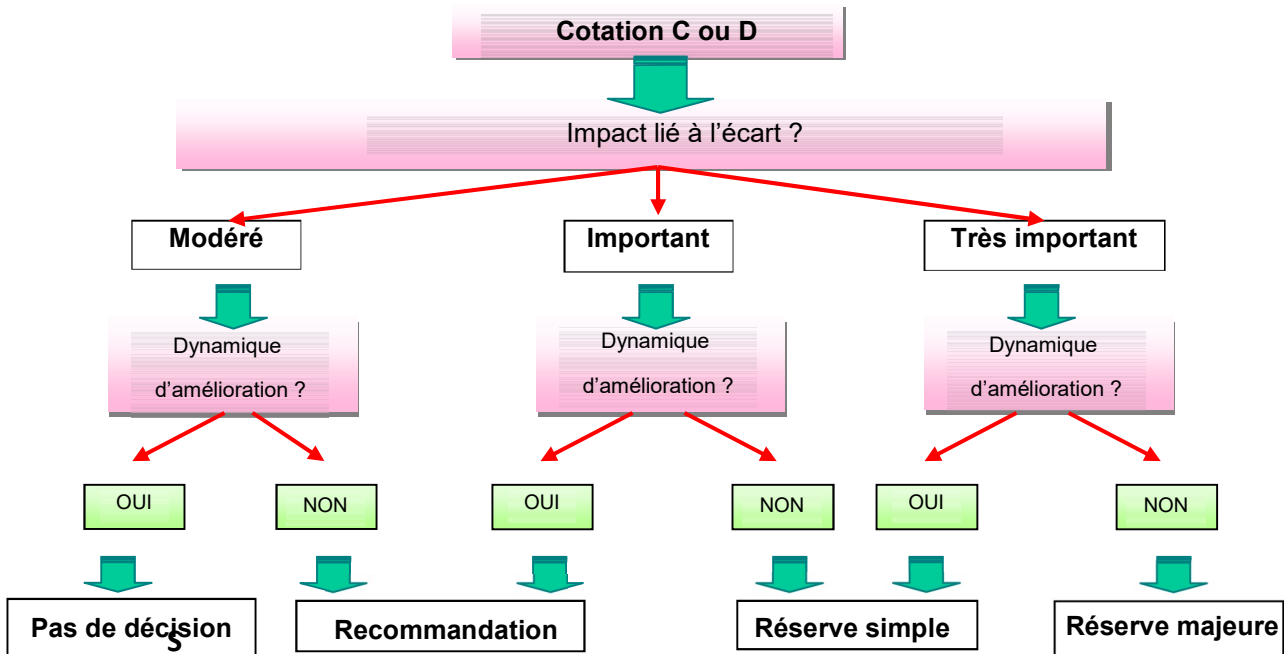 Cotation C ou D
Impact lié à l’écart ?
Modéré
Important
Très important
Dynamique
d’amélioration ?
Dynamique
d’amélioration ?
Dynamique
d’amélioration ?
OUI
NON
OUI
NON
OUI
NON
Pas de décision
s
Recommandation
Réserve simple
Réserve majeure